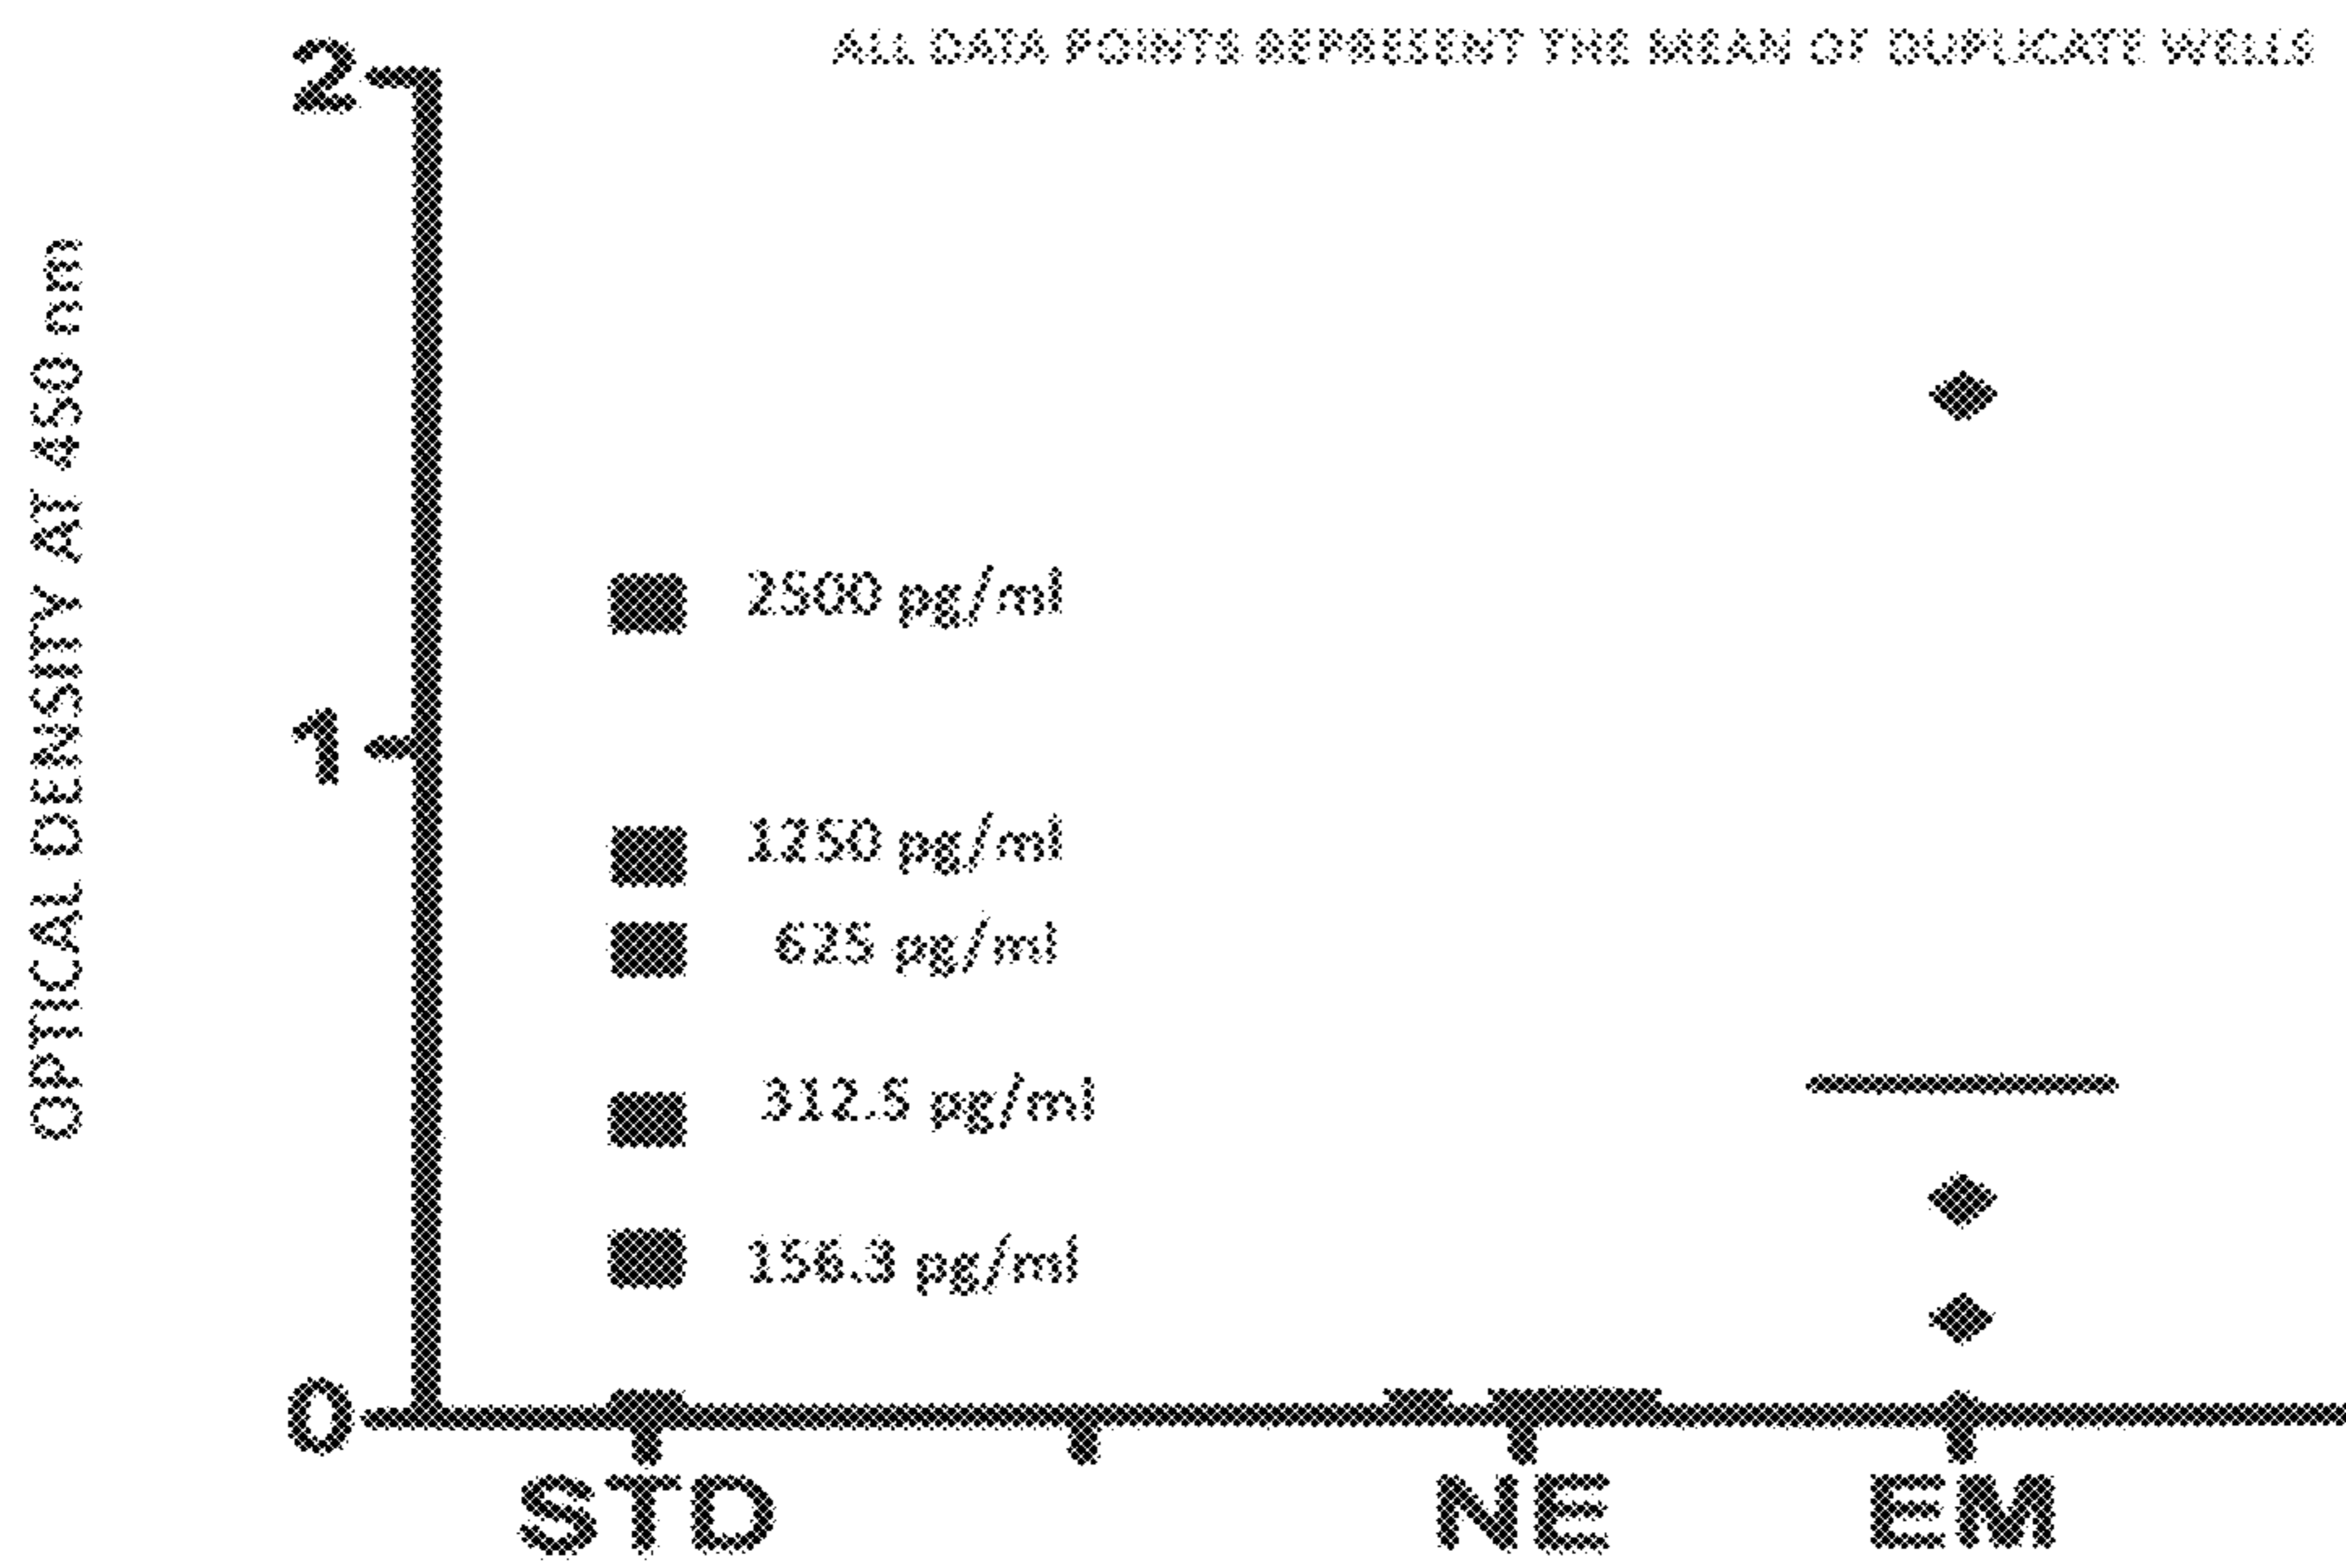 ALL DATA POINTS REPRESENT THE MEAN OF DUPLICATE WELLS
OPTICAL DENSITY AT 450 nm
2
2500 pg/ml
1
1250 pg/ml
625 pg/ml
312.5 pg/ml
156.3 pg/ml
0
STD NE EM